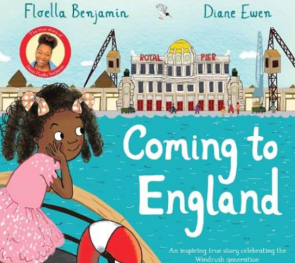 Floella Benjamin
Diane Ewen
ROYAL PIER
Coming to
England
An inspiring true story celebrating the
Windrush generation